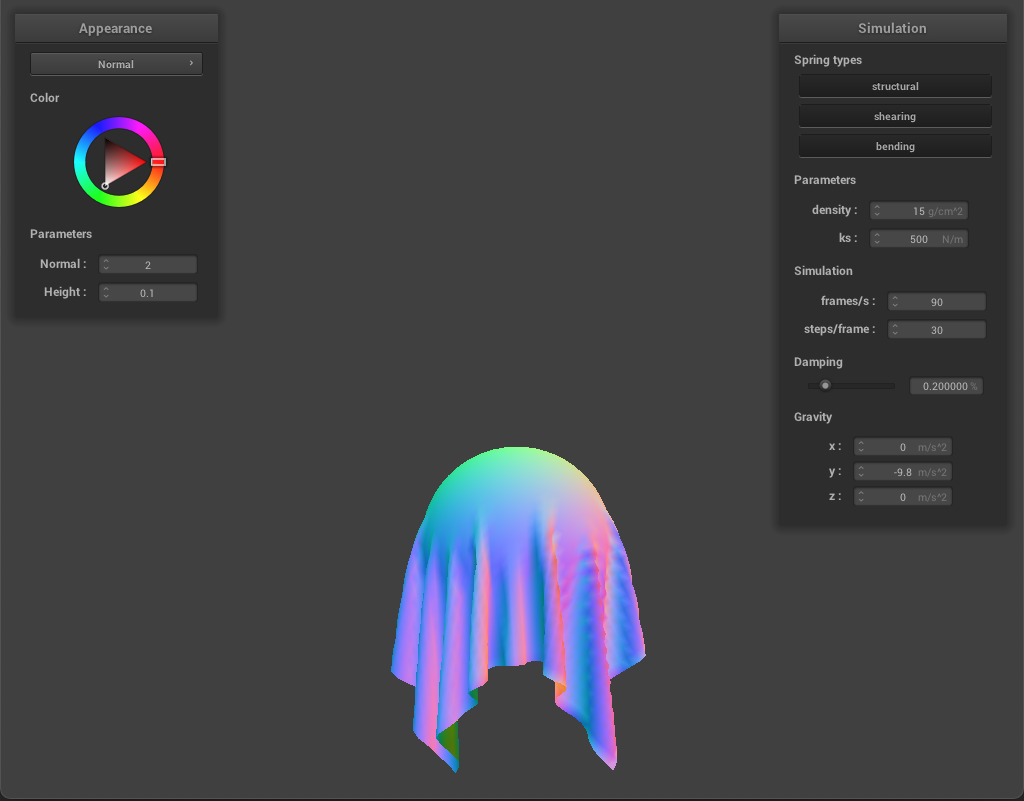 Appearance
Normal ›
Color
Parameters
Normal : 2
Height : 0.1
Simulation
Spring types
structural
shearing
bending
Parameters
density : 15 g/cm^2
ks : 500 N/m
Simulation
frames/s : 90
steps/frame : 30
Damping
0.200000 %
Gravity
x : 0 m/s^2
y : -9.8 m/s^2
z : 0 m/s^2